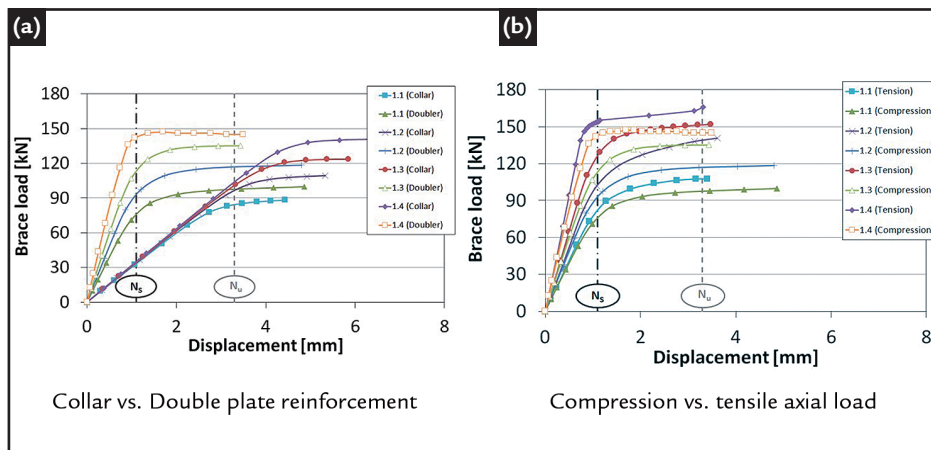 (a)
Brace load [kN]
180
150
120
90
60
30
0
0 2 4 6 8
Displacement [mm]
Ns
Nu
1.1 (Collar)
1.1 (Doubler)
1.2 (Collar)
1.2 (Doubler)
1.3 (Collar)
1.3 (Doubler)
1.4 (Collar)
1.4 (Doubler)
Collar vs. Double plate reinforcement
(b)
Brace load [kN]
180
150
120
90
60
30
0
0 2 4 6 8
Displacement [mm]
Ns
Nu
1.1 (Tension)
1.1 (Compression)
1.2 (Tension)
1.2 (Compression)
1.3 (Tension)
1.3 (Compression)
1.4 (Tension)
1.4 (Compression)
Compression vs. tensile axial load